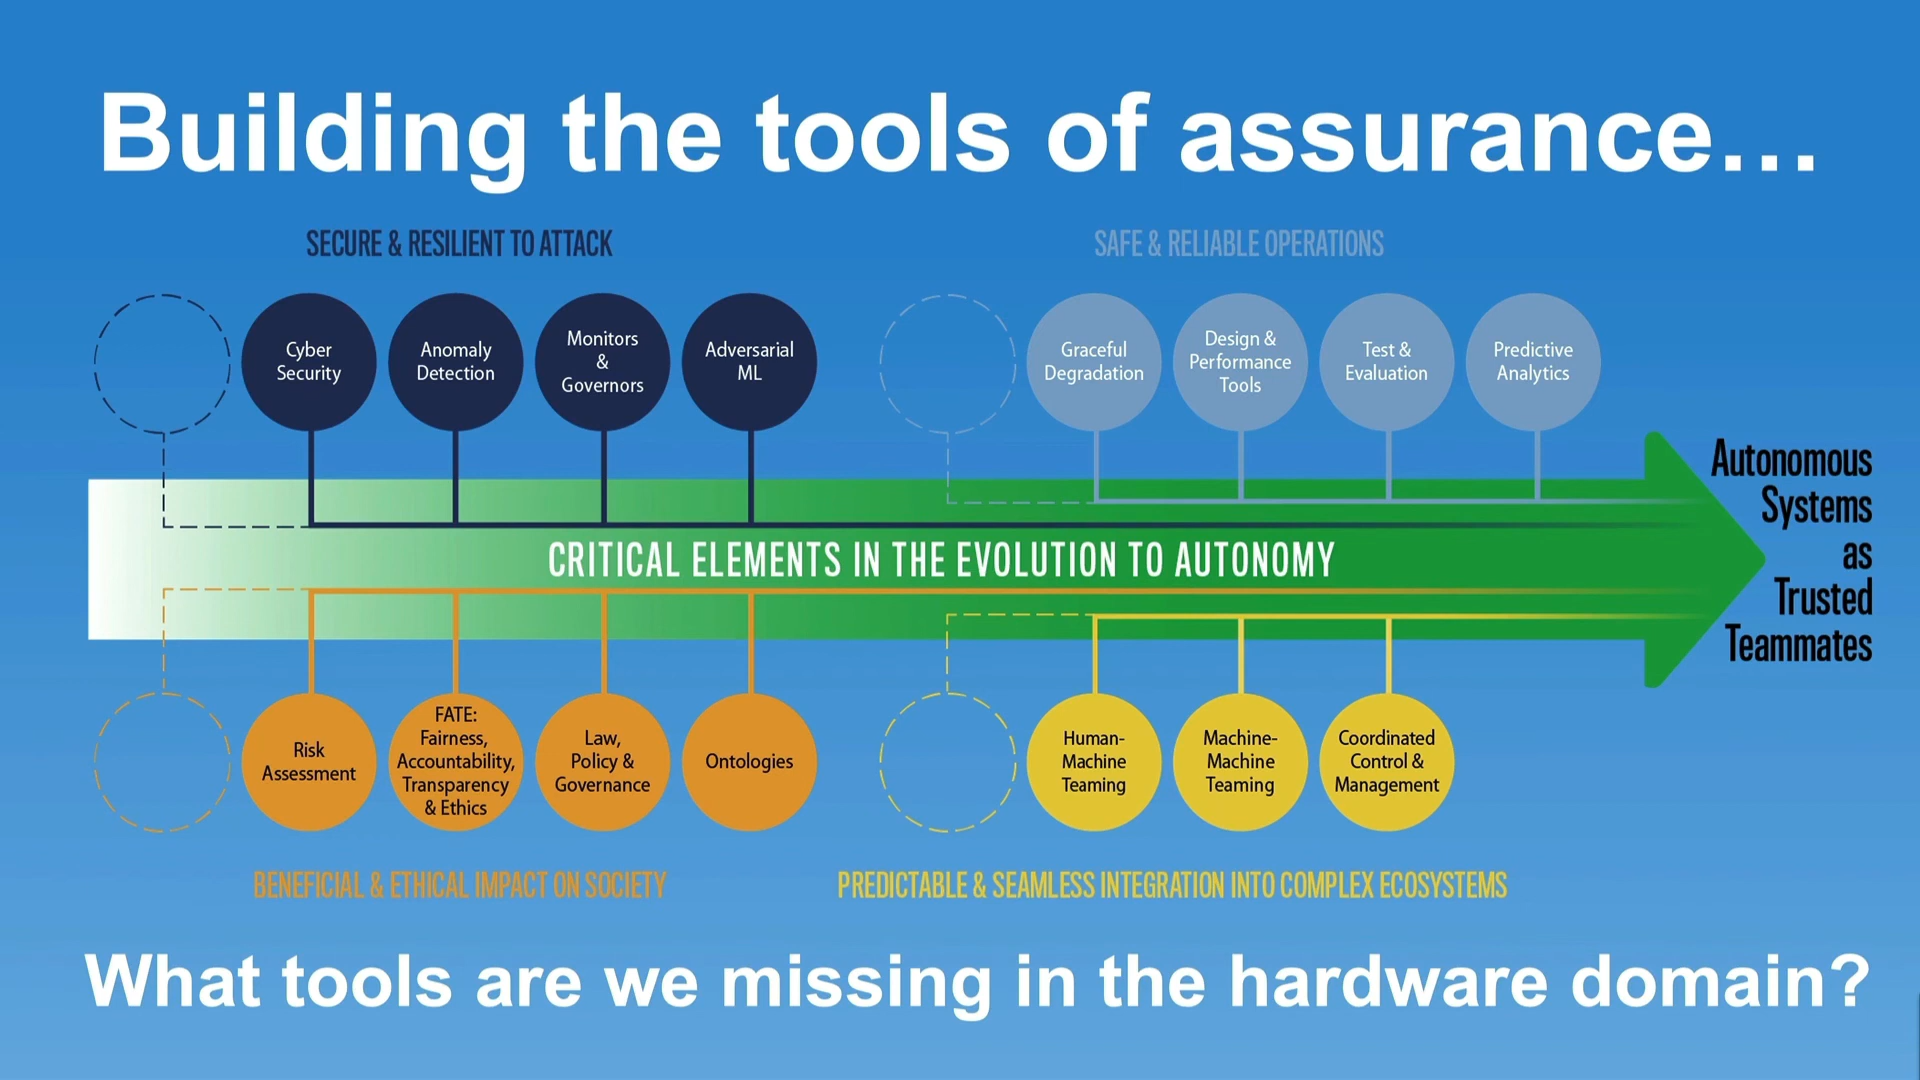 Building the tools of assurance…
SECURE & RESILIENT TO ATTACK
SAFE & RELIABLE OPERATIONS
Cyber
Security
Anomaly
Detection
Monitors
&
Governors
Adversarial
ML
Graceful
Degradation
Design &
Performance
Tools
Test &
Evaluation
Predictive
Analytics
CRITICAL ELEMENTS IN THE EVOLUTION TO AUTONOMY
Autonomous
Systems
as
Trusted
Teammates
Risk
Assessment
FATE:
Fairness,
Accountability,
Transparency
& Ethics
Law,
Policy &
Governance
Ontologies
Human-
Machine
Teaming
Machine-
Machine
Teaming
Coordinated
Control &
Management
BENEFICIAL & ETHICAL IMPACT ON SOCIETY
PREDICTABLE & SEAMLESS INTEGRATION INTO COMPLEX ECOSYSTEMS
What tools are we missing in the hardware domain?